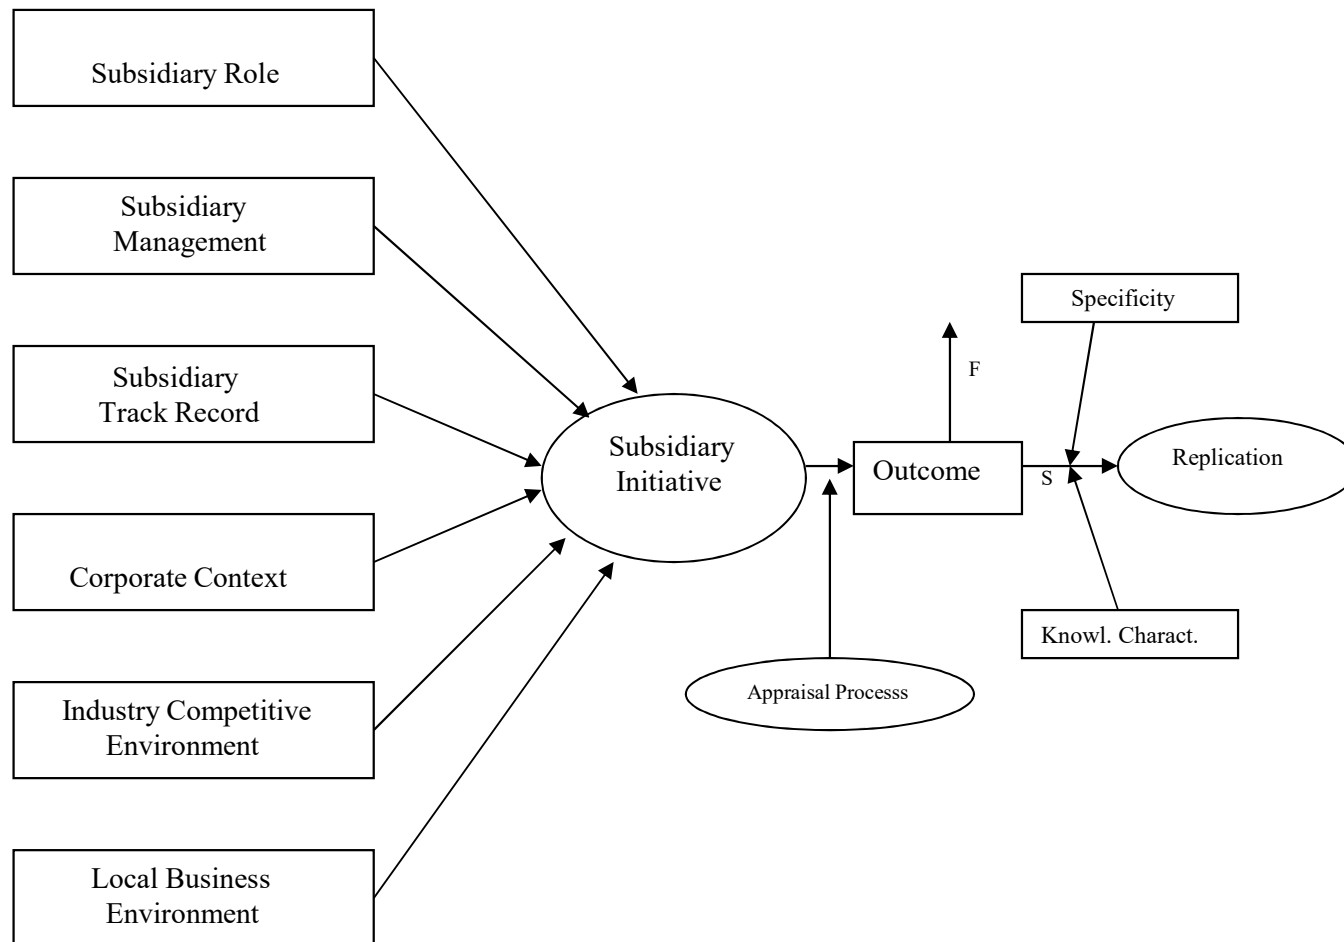 Subsidiary Role
Subsidiary
Management
Subsidiary
Track Record
Corporate Context
Industry Competitive
Environment
Local Business
Environment
Subsidiary
Initiative
Appraisal Processs
Outcome
F
S
Specificity
Replication
Knowl. Charact.